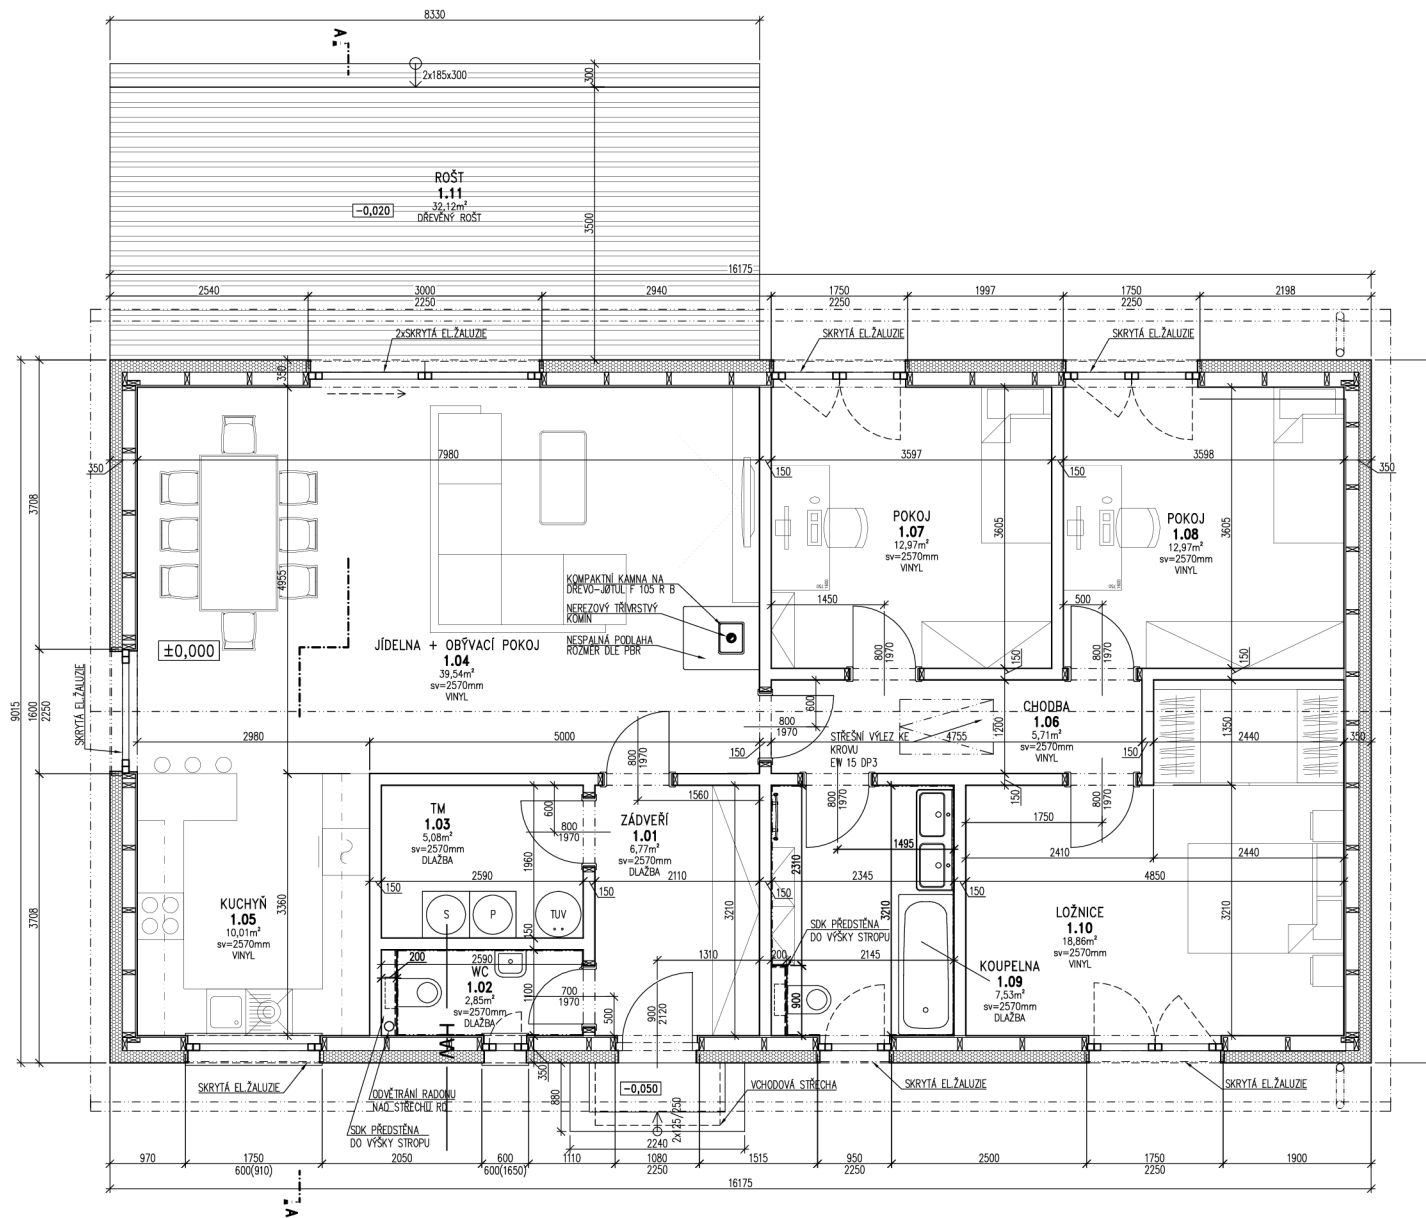 8330
A
2x185x300
300
ROŠT
1.11
32,12m²
DŘEVĚNÝ ROŠT
-0,020
3500
16175
2540
3000
2250
2940
1750
2250
1997
1750
2250
2198
2xSKRYTÁ EL.ŽALUZIE
SKRYTÁ EL.ŽALUZIE
SKRYTÁ EL.ŽALUZIE
350
350
7980
150
3597
150
3598
350
3708
4955
POKOJ
1.07
12,97m²
sv=2570mm
VINYL
3605
POKOJ
1.08
12,97m²
sv=2570mm
VINYL
3605
KOMPAKTNÍ KAMNA NA
DŘEVO-JØTUL F 105 R B
NEREZOVÝ TŘÍVRSTVÝ
KOMÍN
NESPALNÁ PODLAHA
ROZMĚR DLE PBR
1450
500
±0,000
JÍDELNA + OBÝVACÍ POKOJ
1.04
39,54m²
sv=2570mm
VINYL
800
1970
150
800
1970
150
SKRYTÁ EL.ŽALUZIE
9015
1600
2250
600
800
1970
CHODBA
1.06
5,71m²
sv=2570mm
VINYL
1200
1350
STŘEŠNÍ VÝLEZ KE
KROVU
EW 15 DP3
4755
2980
5000
800
1970
150
150
2440
350
150
TM
1.03
5,08m²
sv=2570mm
DLAŽBA
600
800
1970
1560
ZÁDVEŘÍ
1.01
6,77m²
sv=2570mm
DLAŽBA
800
1970
1495
1750
800
1970
2410
2440
1960
150
2590
150
2110
150
2310
2345
150
4850
3708
3360
KUCHYŇ
1.05
10,01m²
sv=2570mm
VINYL
S
P
TUV
150
3210
3210
3210
SDK PŘEDSTĚNA
DO VÝŠKY STROPU
LOŽNICE
1.10
18,86m²
sv=2570mm
VINYL
200
2590
WC
1.02
2,85m²
sv=2570mm
DLAŽBA
1100
700
1970
500
1310
200
2145
900
2120
900
KOUPELNA
1.09
7,53m²
sv=2570mm
DLAŽBA
350
880
-0,050
2x125/250
VCHODOVÁ STŘECHA
SKRYTÁ EL.ŽALUZIE
SKRYTÁ EL.ŽALUZIE
SKRYTÁ EL.ŽALUZIE
ODVĚTRÁNÍ RADONU
NAD STŘECHU RD
SDK PŘEDSTĚNA
DO VÝŠKY STROPU
2240
970
1750
600(910)
2050
600
600(1650)
1110
1080
2250
1515
950
2250
2500
1750
2250
1900
16175
A